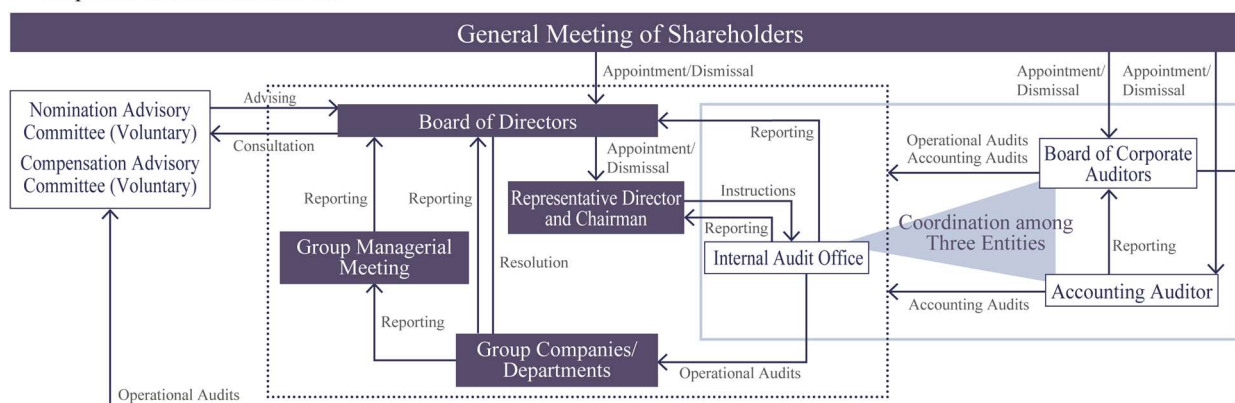 General Meeting of Shareholders
Appointment/Dismissal
Appointment/
Dismissal
Appointment/
Dismissal
Nomination Advisory
Committee (Voluntary)
Compensation Advisory
Committee (Voluntary)
Advising
Consultation
Board of Directors
Reporting
Operational Audits
Accounting Audits
Board of Corporate
Auditors
Appointment/
Dismissal
Reporting
Reporting
Representative Director
and Chairman
Instructions
Reporting
Coordination among
Three Entities
Reporting
Group Managerial
Meeting
Resolution
Internal Audit Office
Accounting Auditor
Accounting Audits
Reporting
Group Companies/
Departments
Operational Audits
Operational Audits